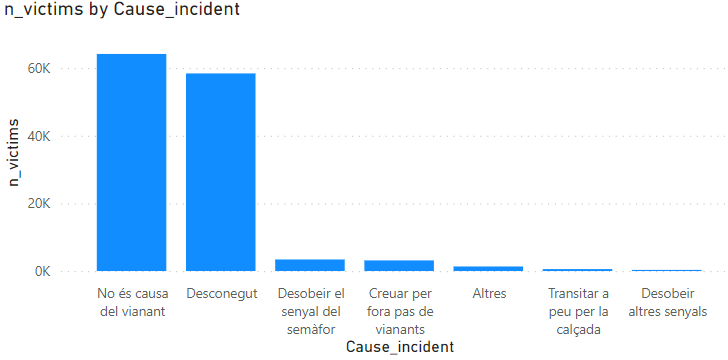 n_victims by Cause_incident
n_victims
60K
40K
20K
0K
No és causa
del vianant
Desconegut
Desobeir el
senyal del
semàfor
Creuar per
fora pas de
vianants
Altres
Transitar a
peu per la
calçada
Desobeir
altres senyals
Cause_incident